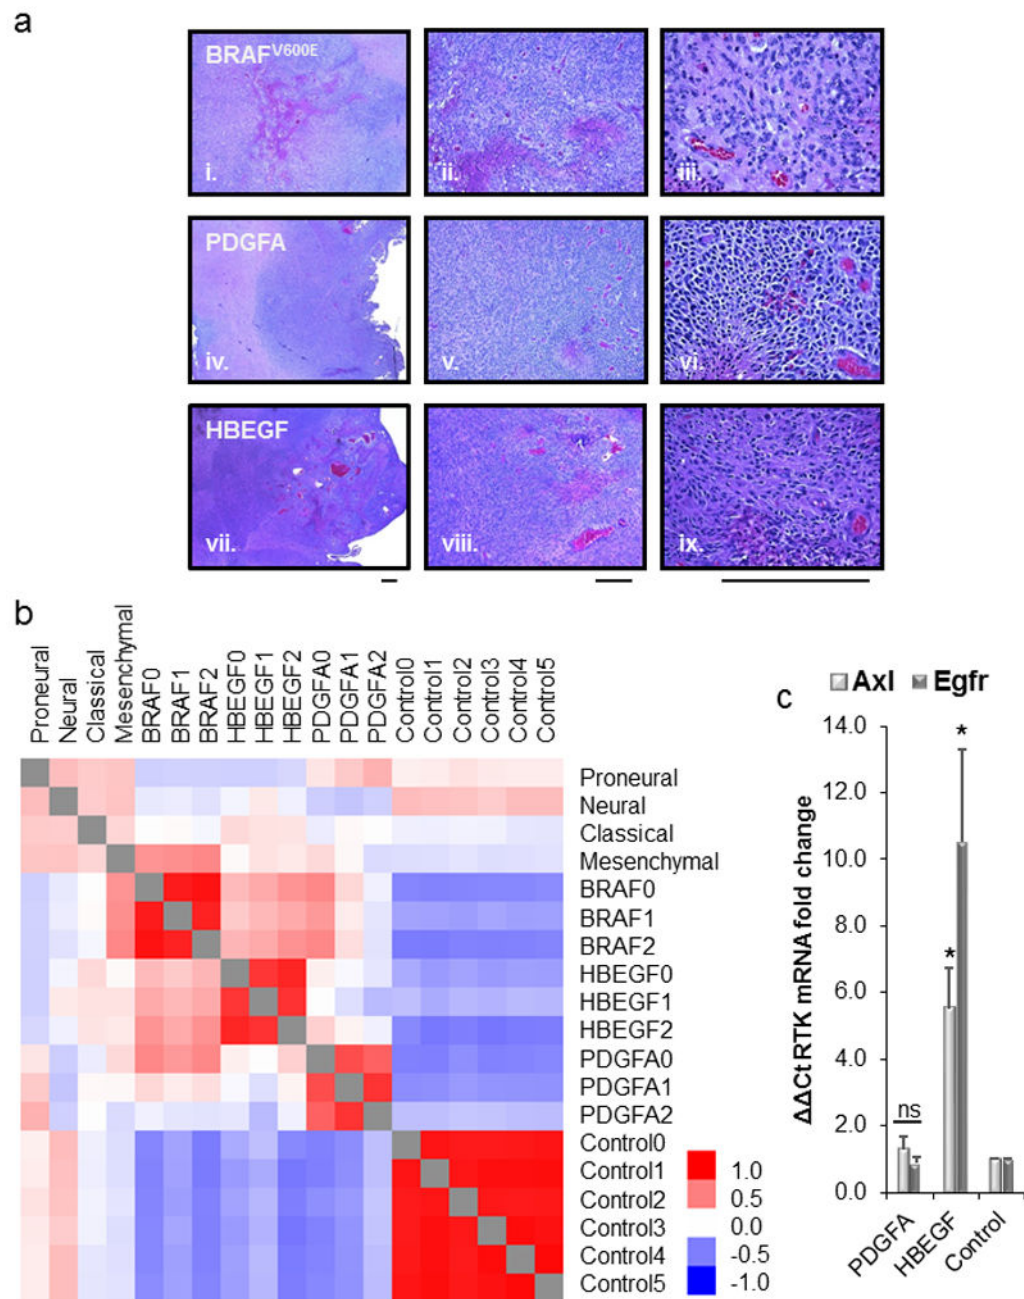 a
BRAFV600E
i.
ii.
iii.
PDGFA
iv.
v.
vi.
HBEGF
vii.
viii.
ix.
b
Proneural
Neural
Classical
Mesenchymal
BRAF0
BRAF1
BRAF2
HBEGF0
HBEGF1
HBEGF2
PDGFA0
PDGFA1
PDGFA2
Control0
Control1
Control2
Control3
Control4
Control5
Proneural
Neural
Classical
Mesenchymal
BRAF0
BRAF1
BRAF2
HBEGF0
HBEGF1
HBEGF2
PDGFA0
PDGFA1
PDGFA2
Control0
Control1
Control2
Control3
Control4
Control5
1.0
0.5
0.0
-0.5
-1.0
c
Axl Egfr
ΔΔCt RTK mRNA fold change
14.0
12.0
10.0
8.0
6.0
4.0
2.0
0.0
ns
*
*
PDGFA
HBEGF
Control